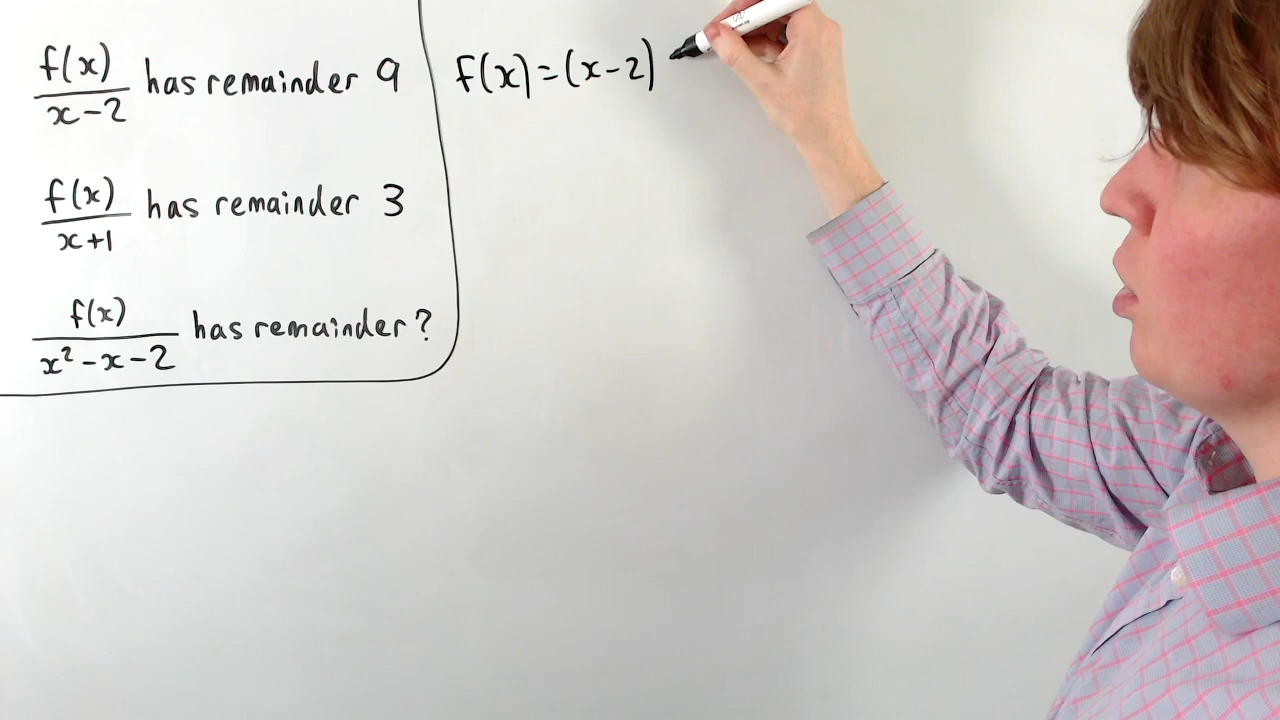 f(x)/(x-2) has remainder 9
f(x)/(x+1) has remainder 3
f(x)/(x²-x-2) has remainder ?
f(x)=(x-2)